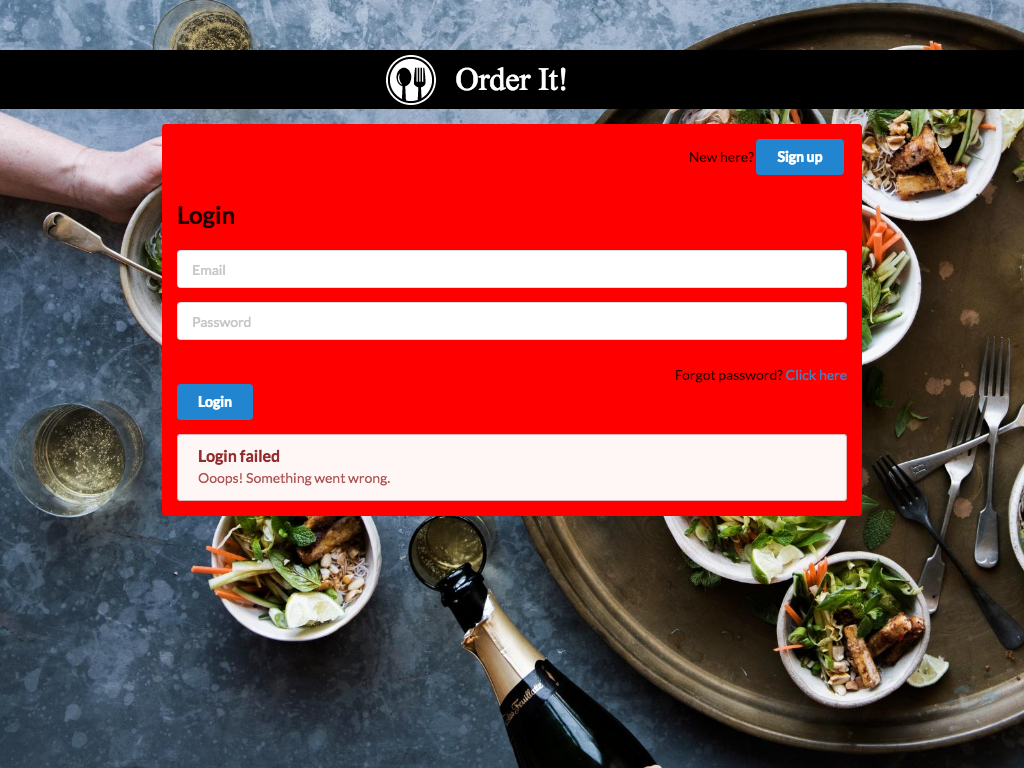 Order It!
New here? Sign up
Login
Email
Password
Forgot password? Click here
Login
Login failed
Ooops! Something went wrong.